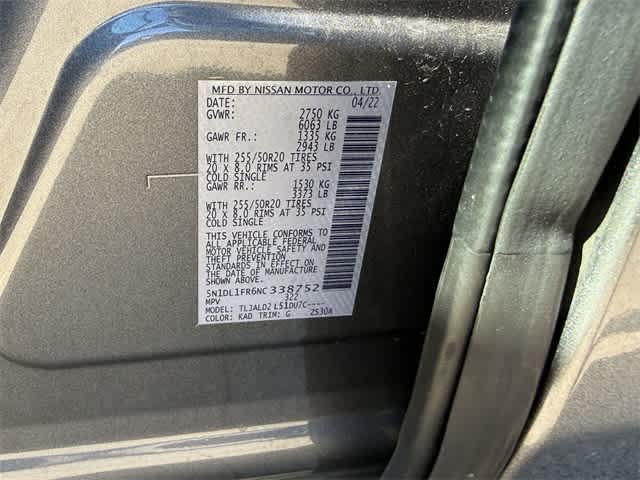 MFD BY NISSAN MOTOR CO., LTD.
DATE: 04/22
GVWR: 2750 KG
6063 LB
GAWR FR.: 1335 KG
2943 LB
WITH 255/50R20 TIRES
20 x 8.0 RIMS AT 35 PSI
COLD SINGLE
GAWR RR.: 1530 KG
3373 LB
WITH 255/50R20 TIRES
20 x 8.0 RIMS AT 35 PSI
COLD SINGLE
THIS VEHICLE CONFORMS TO
ALL APPLICABLE FEDERAL
MOTOR VEHICLE SAFETY AND
THEFT PREVENTION
STANDARDS IN EFFECT ON
THE DATE OF MANUFACTURE
SHOWN ABOVE.
5N1DL1FR6NC338752
MPV 322
MODEL: TLJALD2 L51DU7C----
COLOR: KAD TRIM: G 2530A